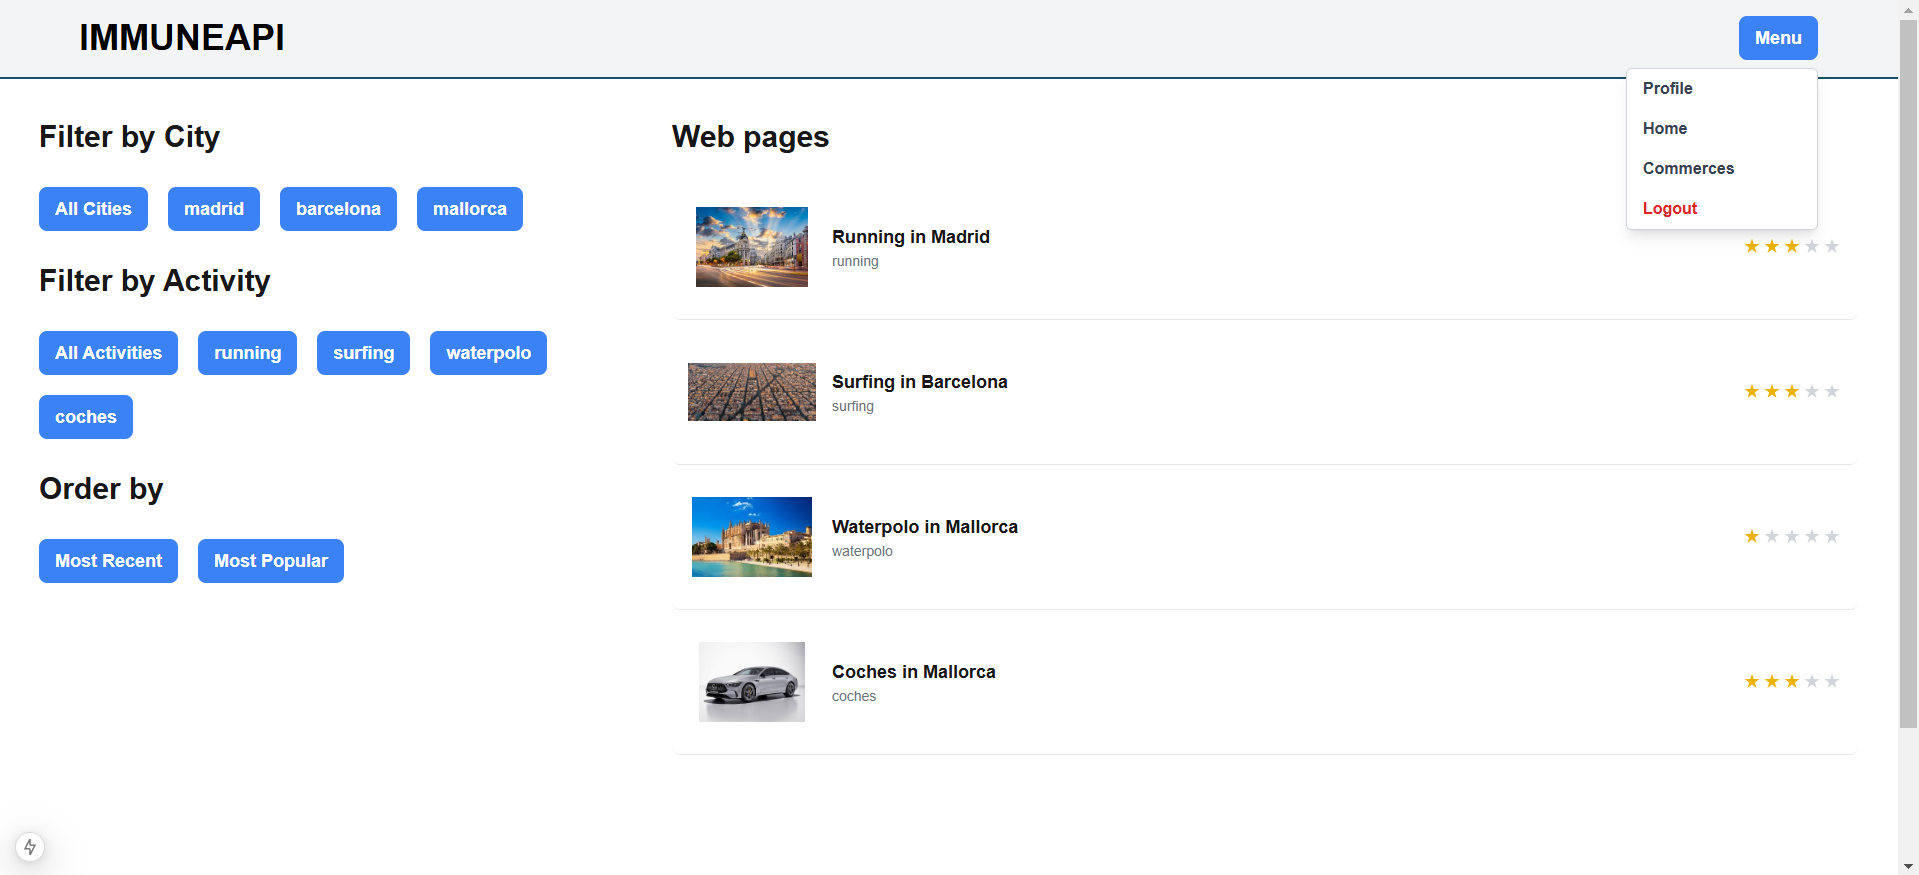 IMMUNEAPI
Menu
Profile
Home
Commerces
Logout
Filter by City
All Cities madrid barcelona mallorca
Filter by Activity
All Activities running surfing waterpolo
coches
Order by
Most Recent Most Popular
Web pages
Running in Madrid
running
Surfing in Barcelona
surfing
Waterpolo in Mallorca
waterpolo
Coches in Mallorca
coches